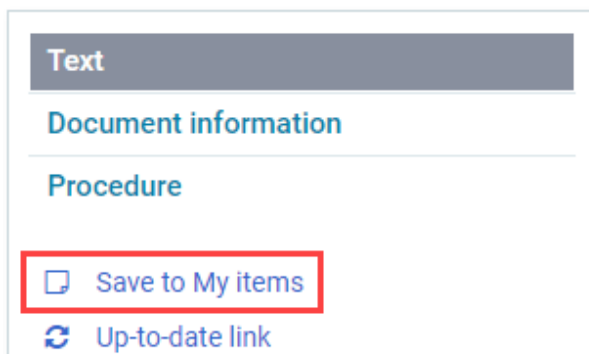 Text
Document information
Procedure
Save to My items
Up-to-date link